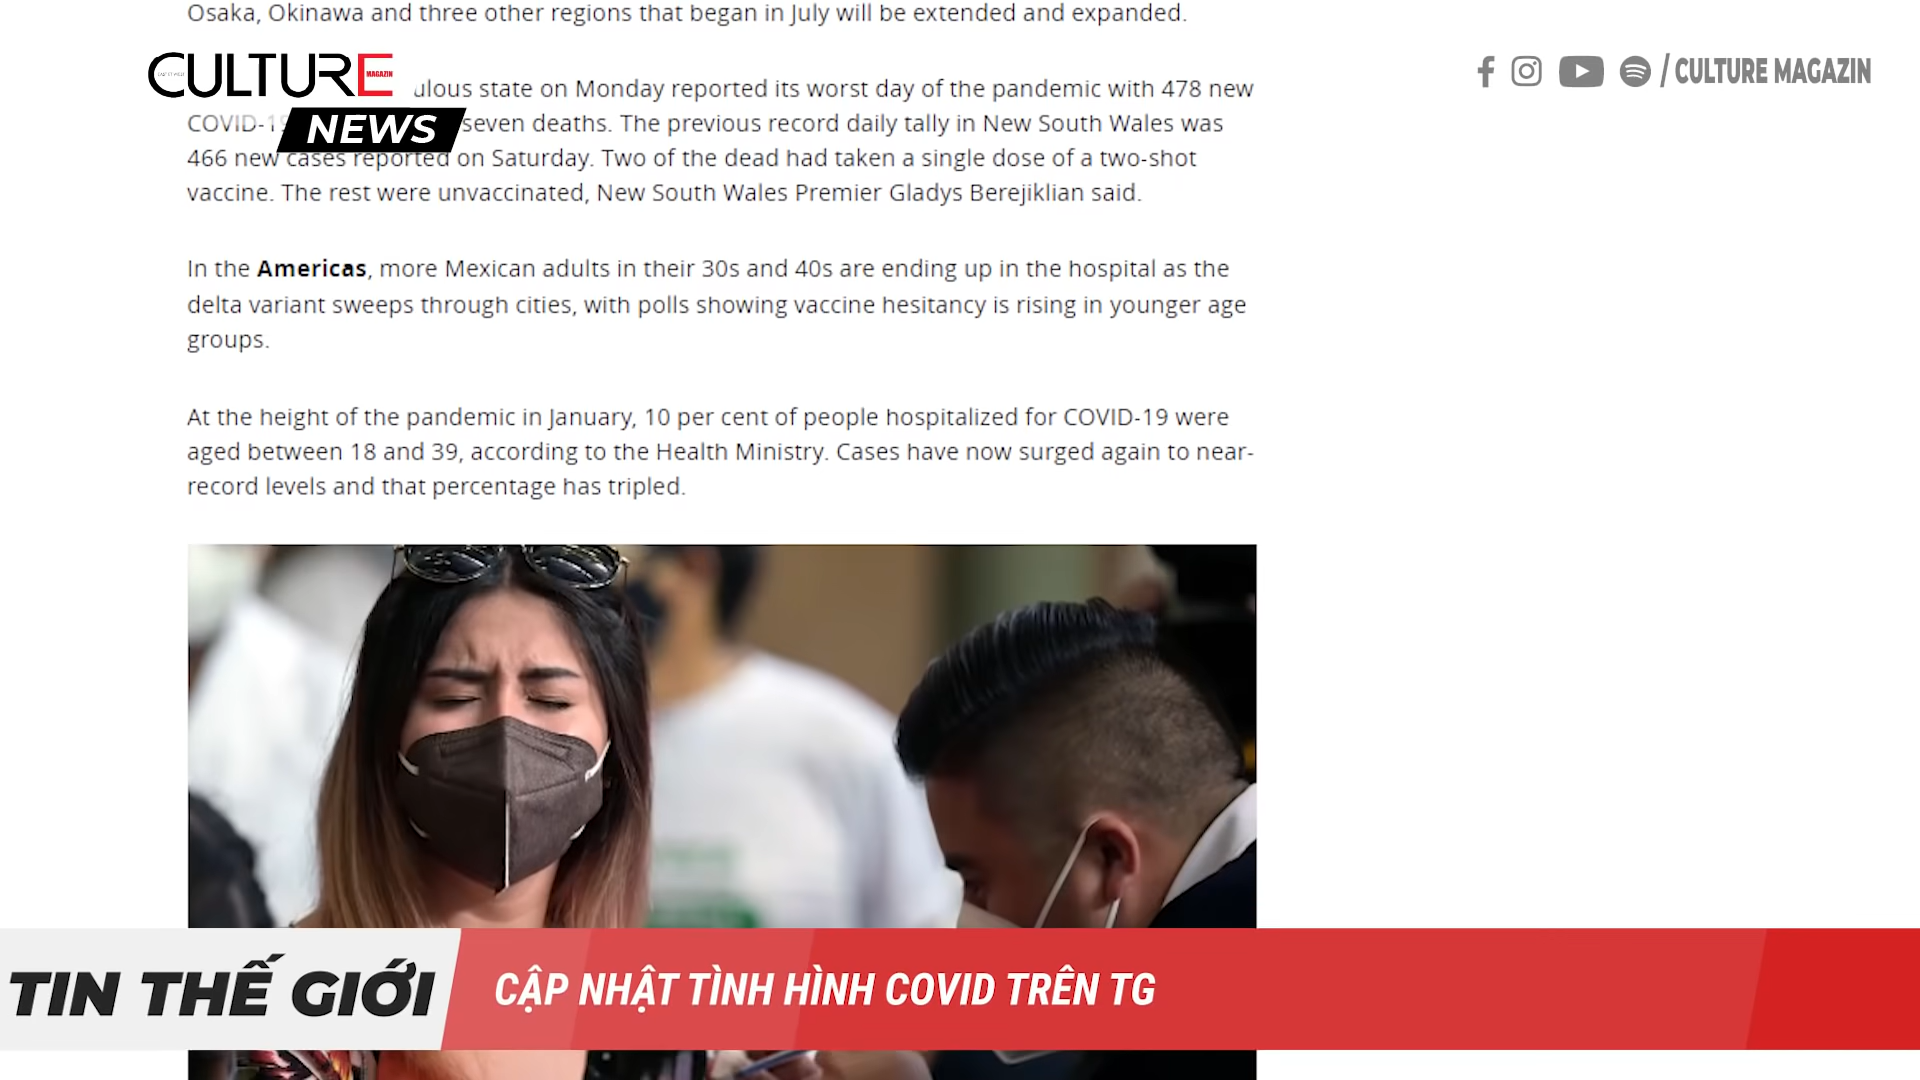 Osaka, Okinawa and three other regions that began in July will be extended and expanded.
CULTURE
MAGAZIN
NEWS
/ CULTURE MAGAZIN
ulous state on Monday reported its worst day of the pandemic with 478 new
COVID-19 seven deaths. The previous record daily tally in New South Wales was
466 new cases reported on Saturday. Two of the dead had taken a single dose of a two-shot
vaccine. The rest were unvaccinated, New South Wales Premier Gladys Berejiklian said.
In the Americas, more Mexican adults in their 30s and 40s are ending up in the hospital as the
delta variant sweeps through cities, with polls showing vaccine hesitancy is rising in younger age
groups.
At the height of the pandemic in January, 10 per cent of people hospitalized for COVID-19 were
aged between 18 and 39, according to the Health Ministry. Cases have now surged again to near-
record levels and that percentage has tripled.
TIN THẾ GIỚI
CẬP NHẬT TÌNH HÌNH COVID TRÊN TG